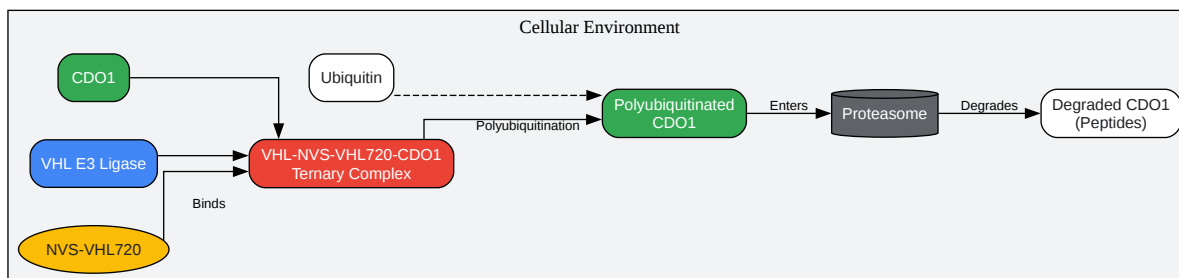 Cellular Environment
CDO1
Ubiquitin
Polyubiquitinated
CDO1
Enters
Proteasome
Degrades
Degraded CDO1
(Peptides)
Polyubiquitination
VHL E3 Ligase
VHL-NVS-VHL720-CDO1
Ternary Complex
Binds
NVS-VHL720